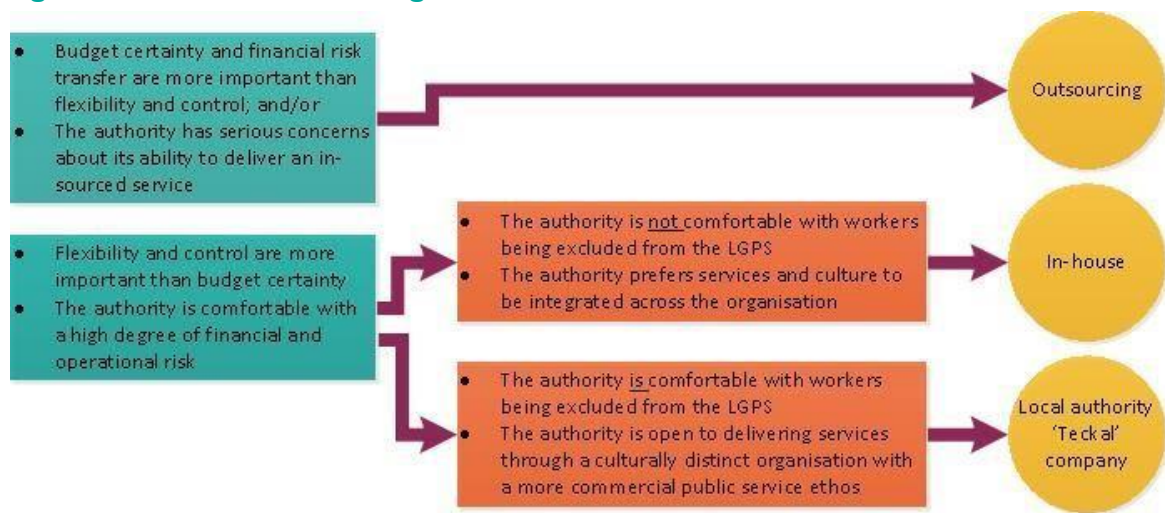 • Budget certainty and financial risk
transfer are more important than
flexibility and control; and/or
• The authority has serious concerns
about its ability to deliver an in-
sourced service
Outsourcing
• Flexibility and control are more
important than budget certainty
• The authority is comfortable with
a high degree of financial and
operational risk
• The authority is not comfortable with workers
being excluded from the LGPS
• The authority prefers services and culture to
be integrated across the organisation
In-house
• The authority is comfortable with workers
being excluded from the LGPS
• The authority is open to delivering services
through a culturally distinct organisation with
a more commercial public service ethos
Local authority
'Teckal'
company